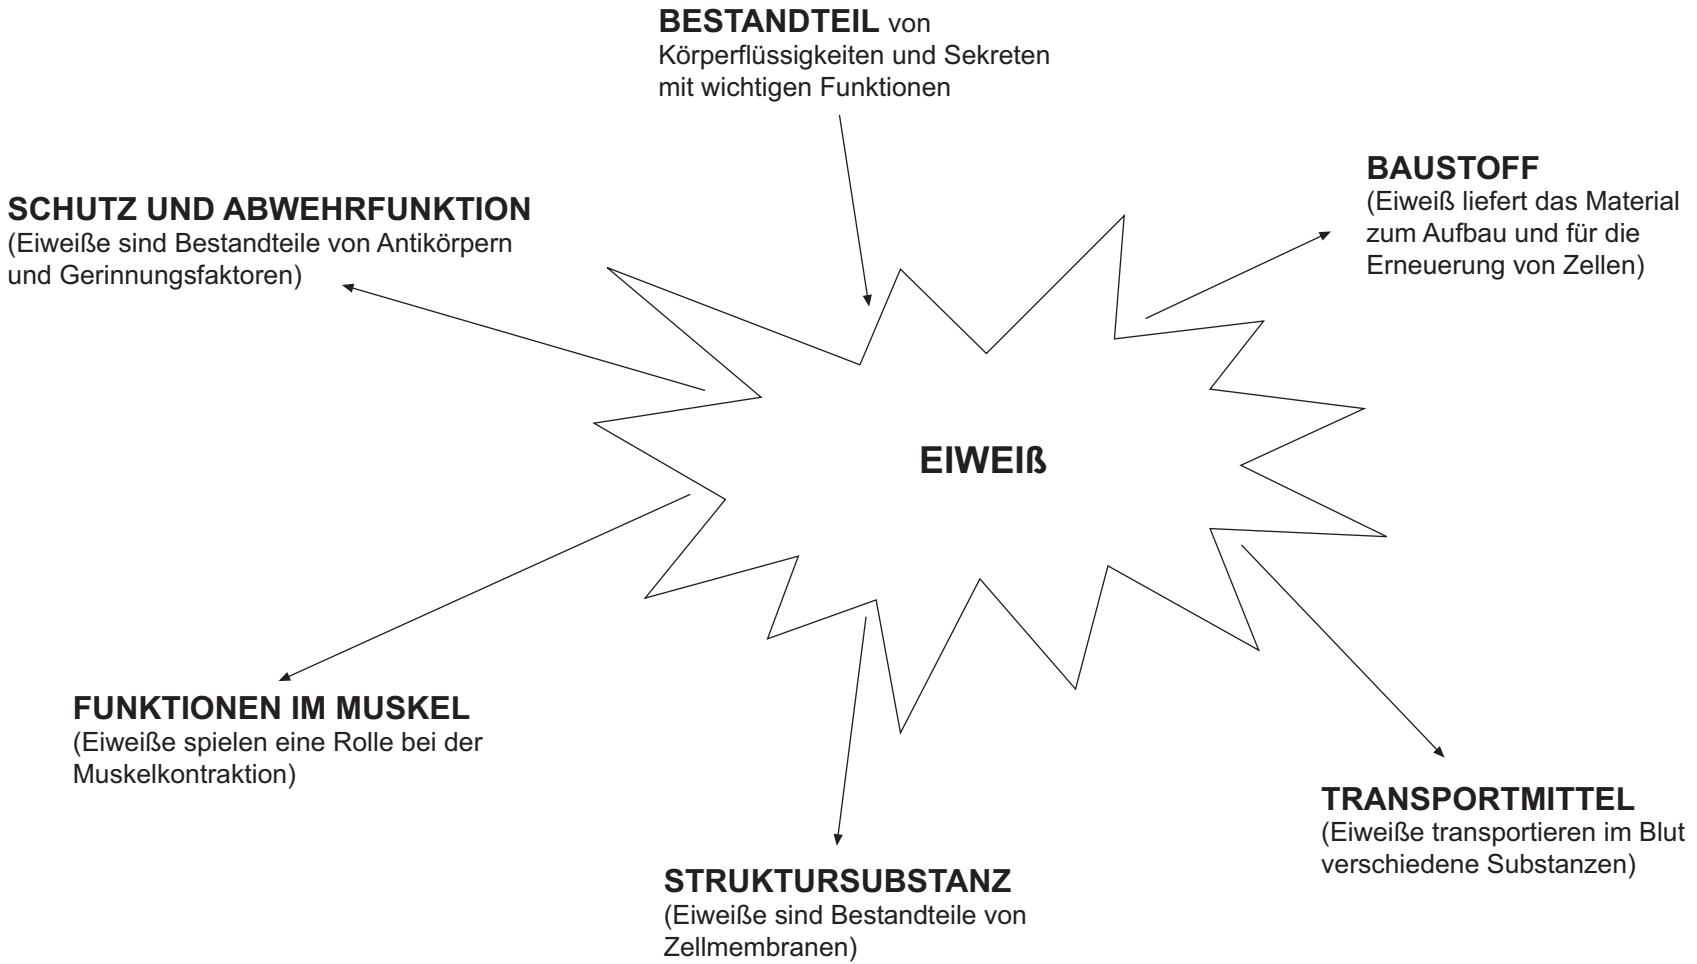 BESTANDTEIL von
Körperflüssigkeiten und Sekreten
mit wichtigen Funktionen
BAUSTOFF
(Eiweiß liefert das Material
zum Aufbau und für die
Erneuerung von Zellen)
SCHUTZ UND ABWEHRFUNKTION
(Eiweiße sind Bestandteile von Antikörpern
und Gerinnungsfaktoren)
EIWEIß
FUNKTIONEN IM MUSKEL
(Eiweiße spielen eine Rolle bei der
Muskelkontraktion)
TRANSPORTMITTEL
(Eiweiße transportieren im Blut
verschiedene Substanzen)
STRUKTURSUBSTANZ
(Eiweiße sind Bestandteile von
Zellmembranen)